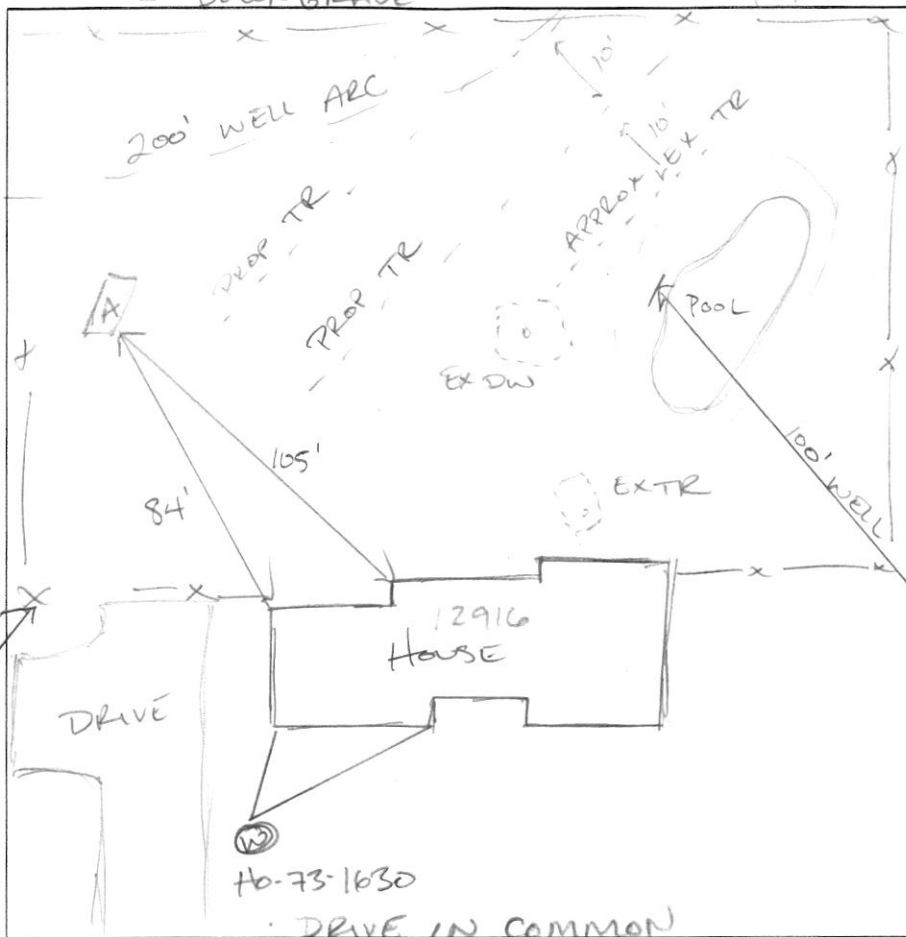 200' WELL ARC
10'
10'
APPROX EX TR
PROP TR
PROP TR
A
POOL
EX DW
105'
84'
EX TR
100' WELL
12916
HOUSE
DRIVE
W
HO-73-1630
DRIVE IN COMMON